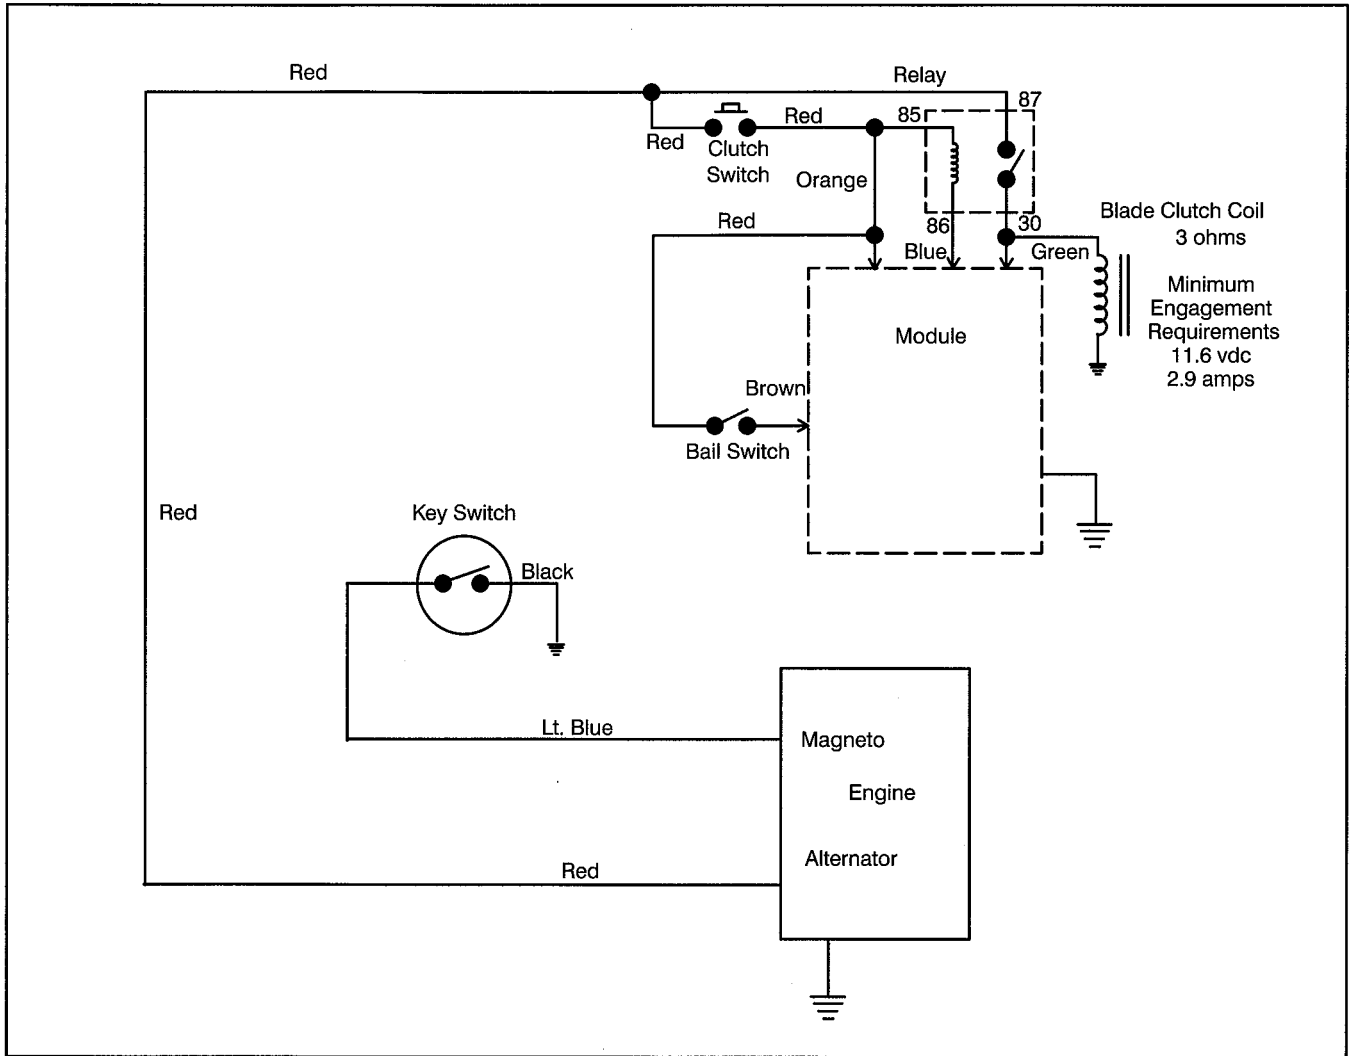 Red
Relay
87
Red
85
Red
Clutch
Switch
Orange
Red
86
30
Blue
Green
Blade Clutch Coil
3 ohms
Minimum
Engagement
Requirements
11.6 vdc
2.9 amps
Module
Brown
Bail Switch
Red
Key Switch
Black
Lt. Blue
Magneto
Engine
Alternator
Red